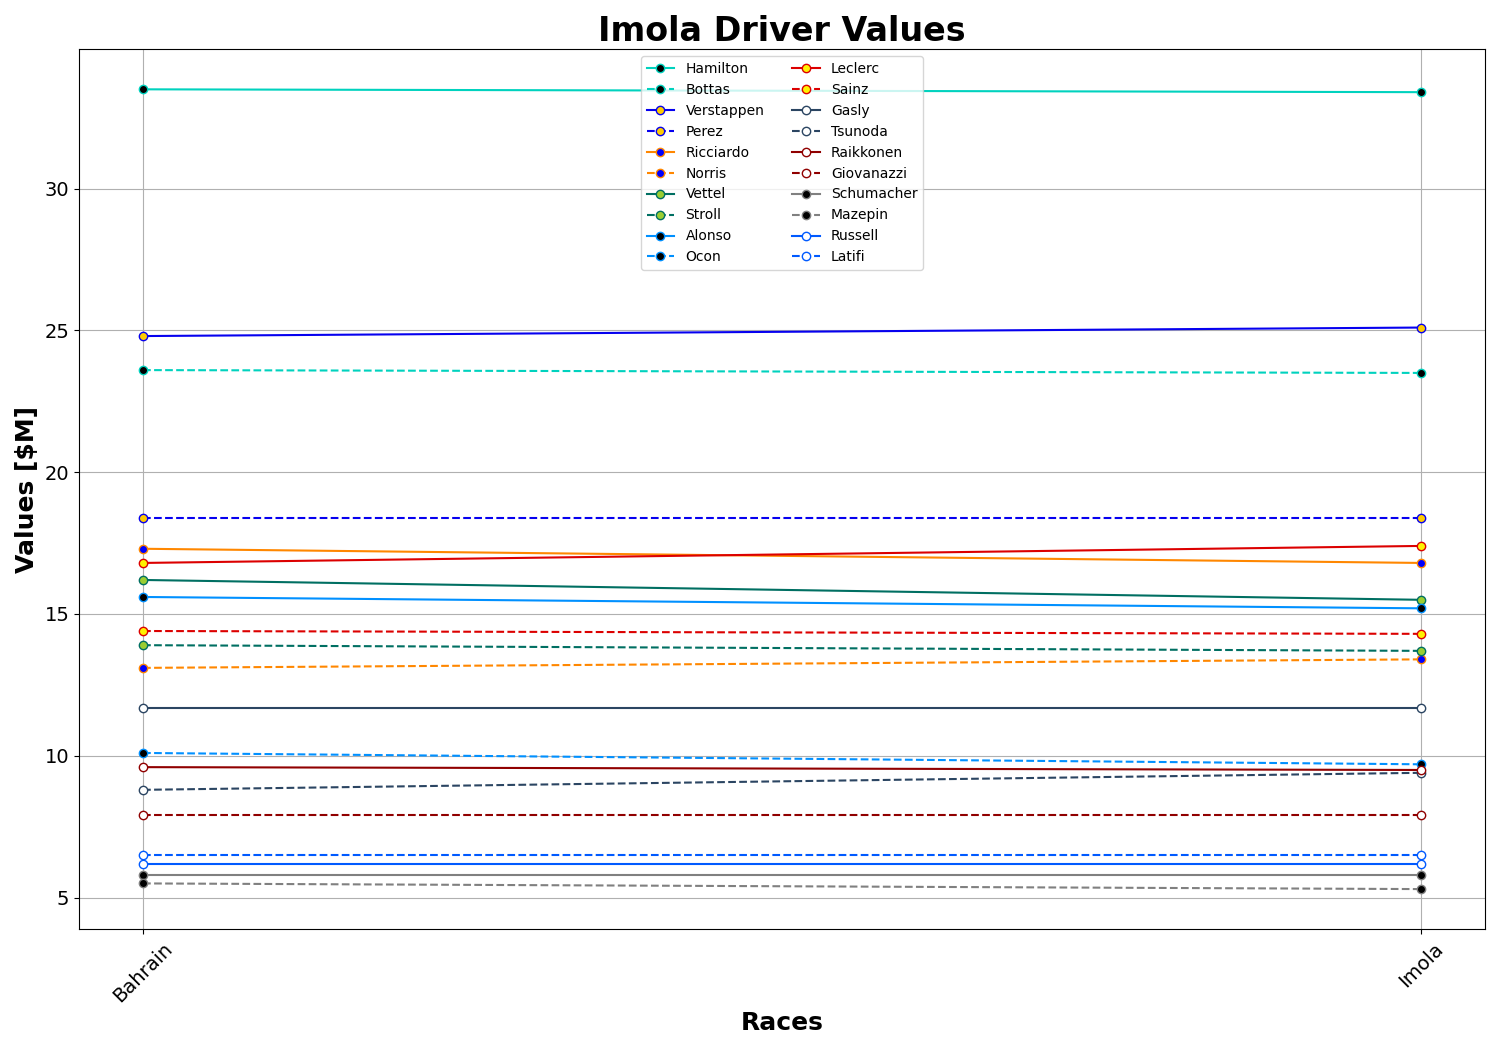 Imola Driver Values
Hamilton
Bottas
Verstappen
Perez
Ricciardo
Norris
Vettel
Stroll
Alonso
Ocon
Leclerc
Sainz
Gasly
Tsunoda
Raikkonen
Giovanazzi
Schumacher
Mazepin
Russell
Latifi
Values [$M]
30
25
20
15
10
5
Bahrain
Imola
Races